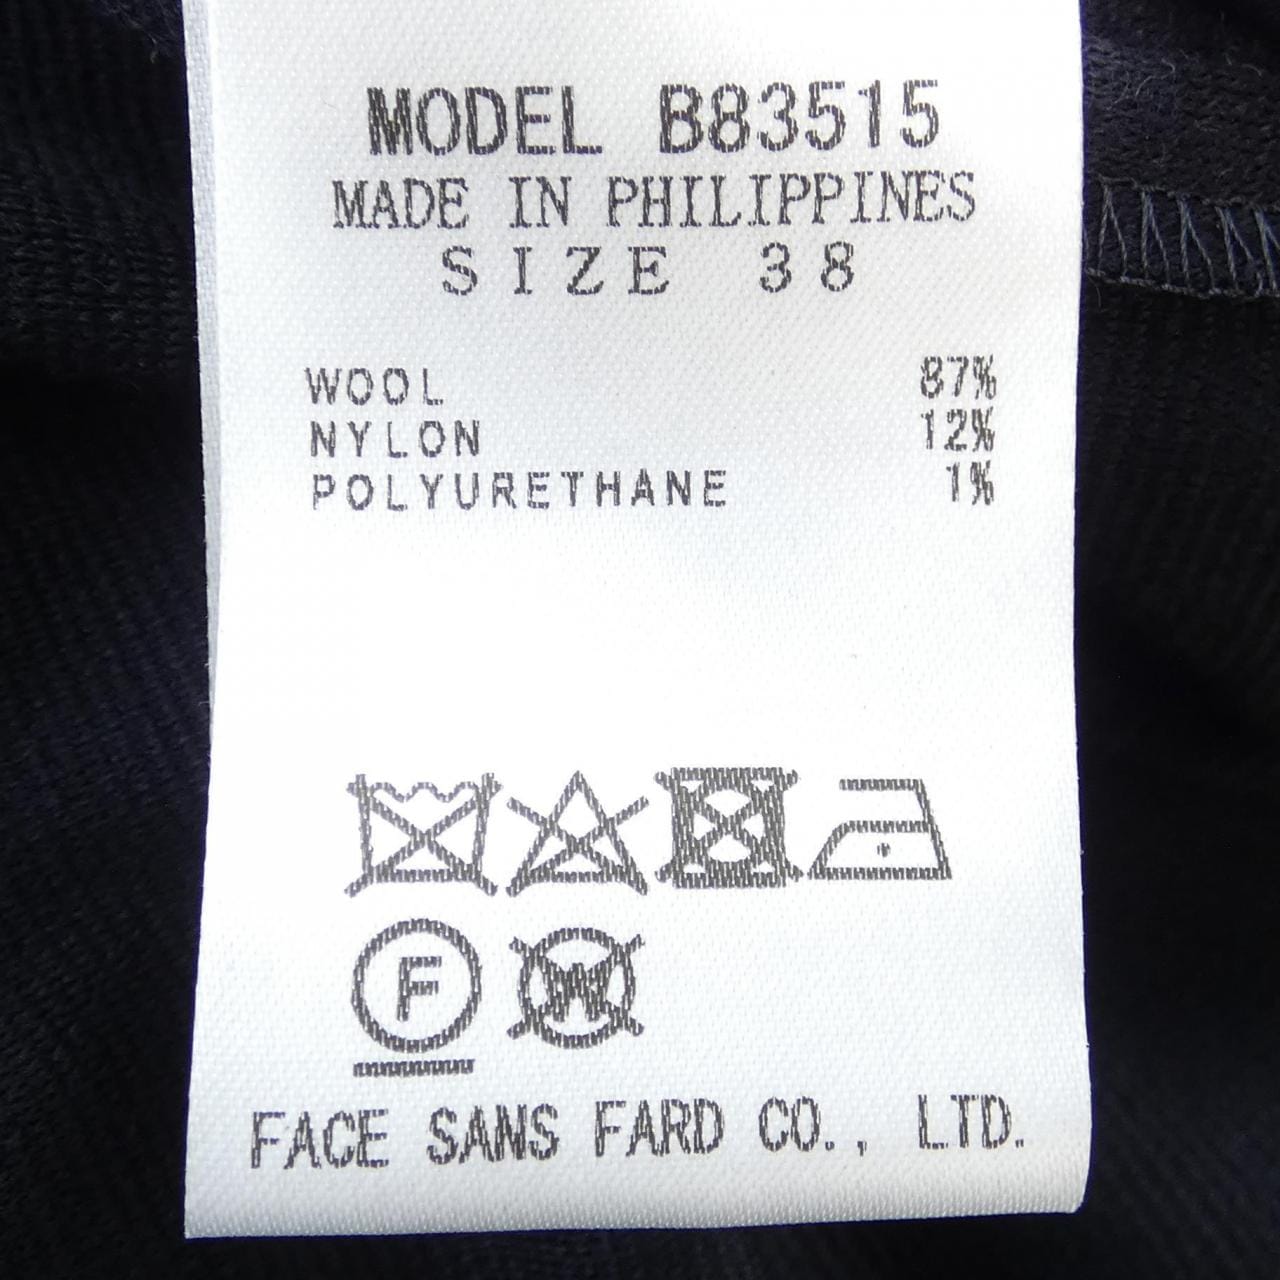 MODEL B83515
MADE IN PHILIPPINES
SIZE 38
WOOL 87%
NYLON 12%
POLYURETHANE 1%
F W
FACE SANS FARD CO., LTD.